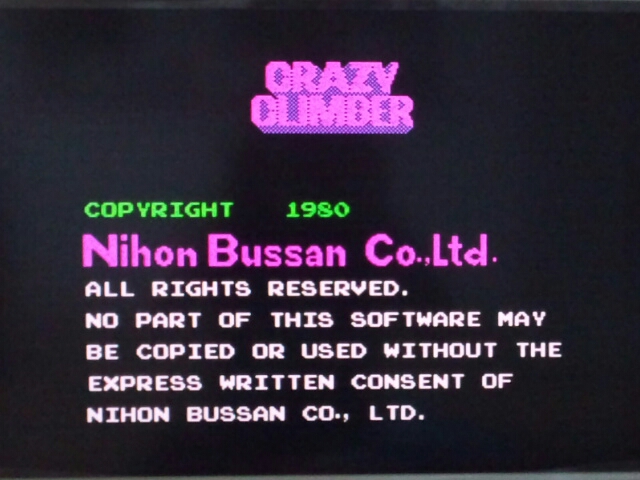 CRAZY
CLIMBER
COPYRIGHT 1980
Nihon Bussan Co.,Ltd.
ALL RIGHTS RESERVED.
NO PART OF THIS SOFTWARE MAY
BE COPIED OR USED WITHOUT THE
EXPRESS WRITTEN CONSENT OF
NIHON BUSSAN CO., LTD.